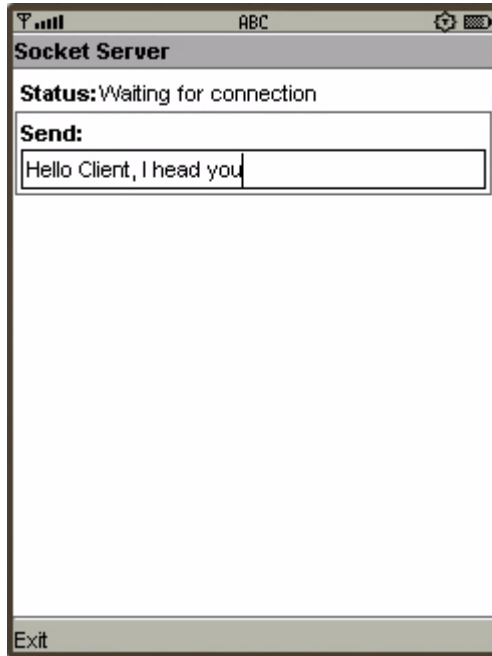 ABC
Socket Server
Status:Waiting for connection
Send:
Hello Client, I head you
Exit